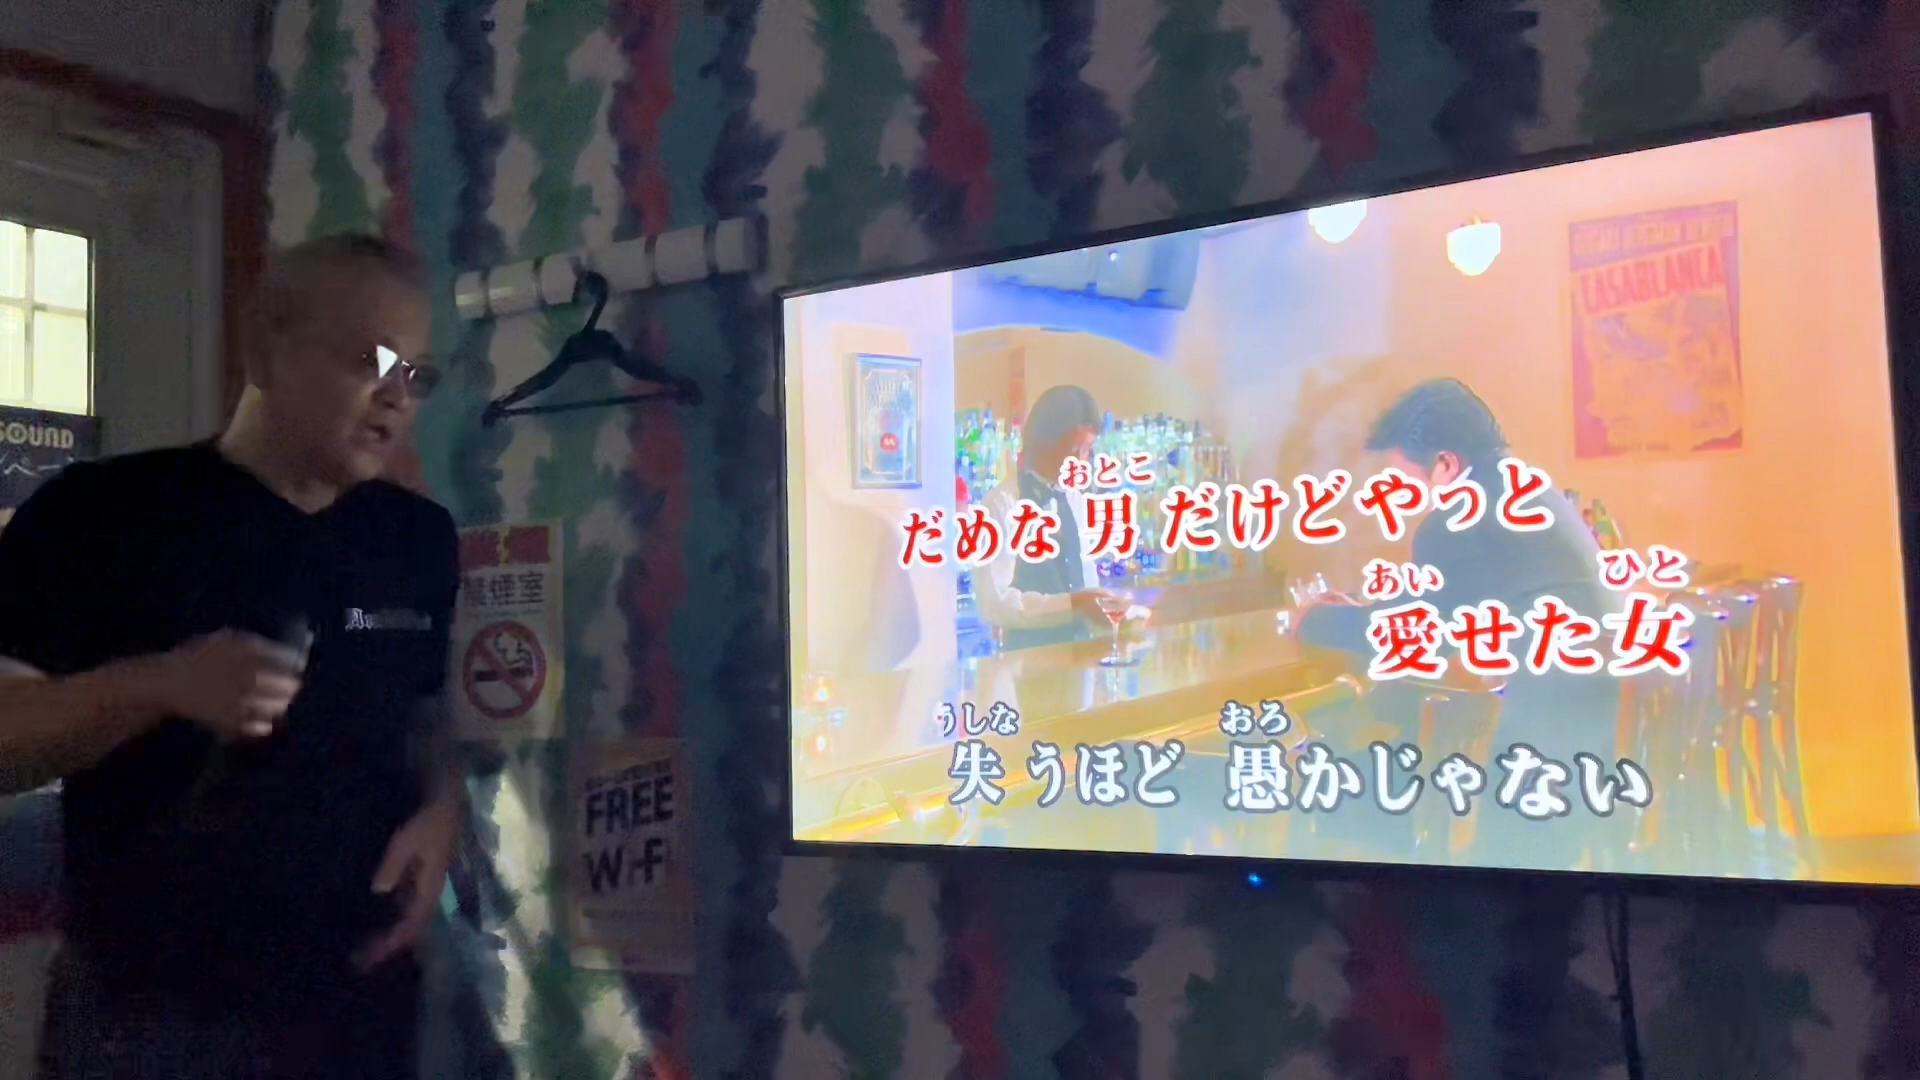 SOUND
禁煙室
FREE
Wi-Fi
CASABLANCA
おとこ
だめな男だけどやっと
あい ひと
愛せた女
うしな おろ
失うほど 愚かじゃない